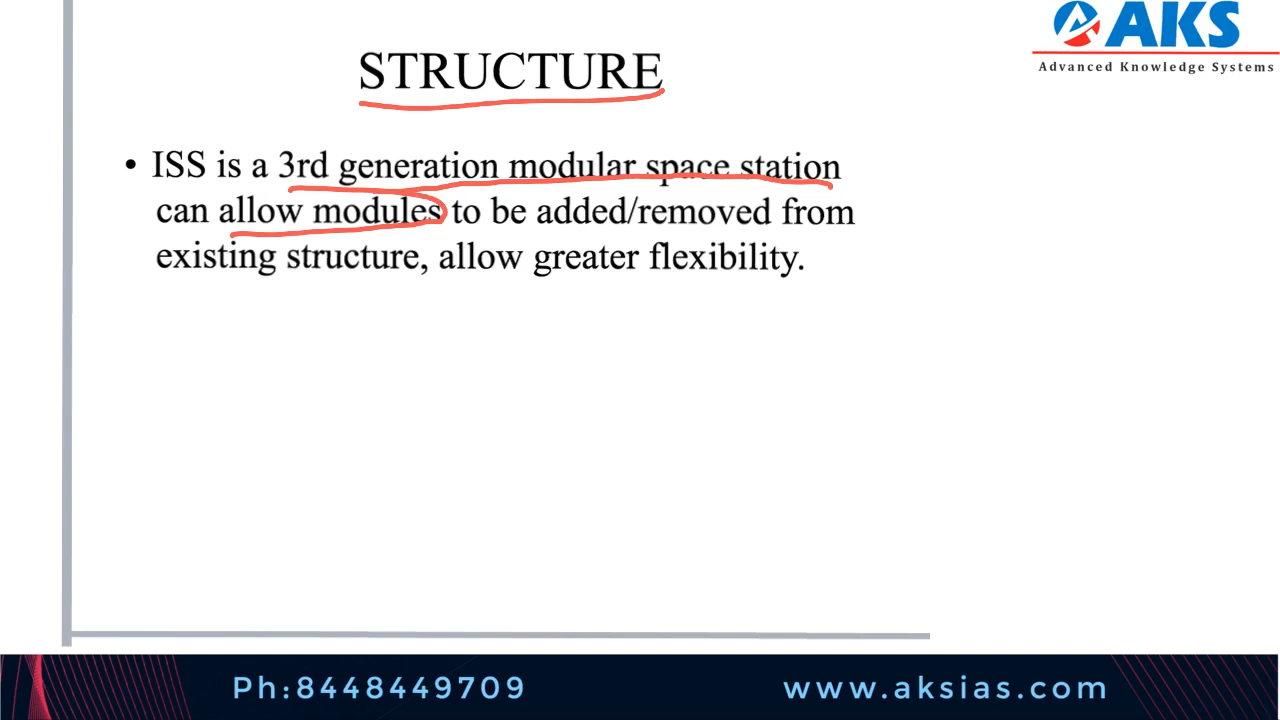 AKS
Advanced Knowledge Systems
STRUCTURE
• ISS is a 3rd generation modular space station
can allow modules to be added/removed from
existing structure, allow greater flexibility.
Ph:8448449709
www.aksias.com